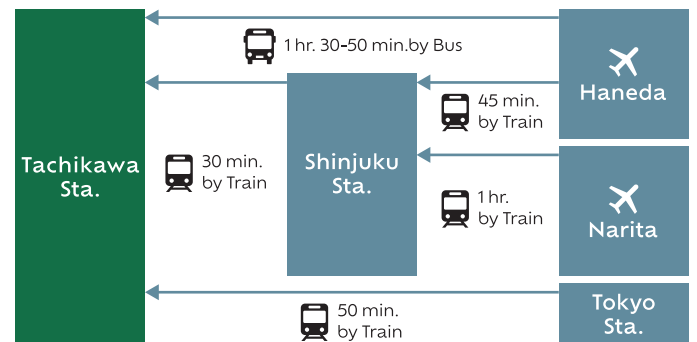 1 hr. 30-50 min.by Bus
Haneda
45 min.
by Train
Tachikawa
Sta.
30 min.
by Train
Shinjuku
Sta.
1 hr.
by Train
Narita
50 min.
by Train
Tokyo
Sta.